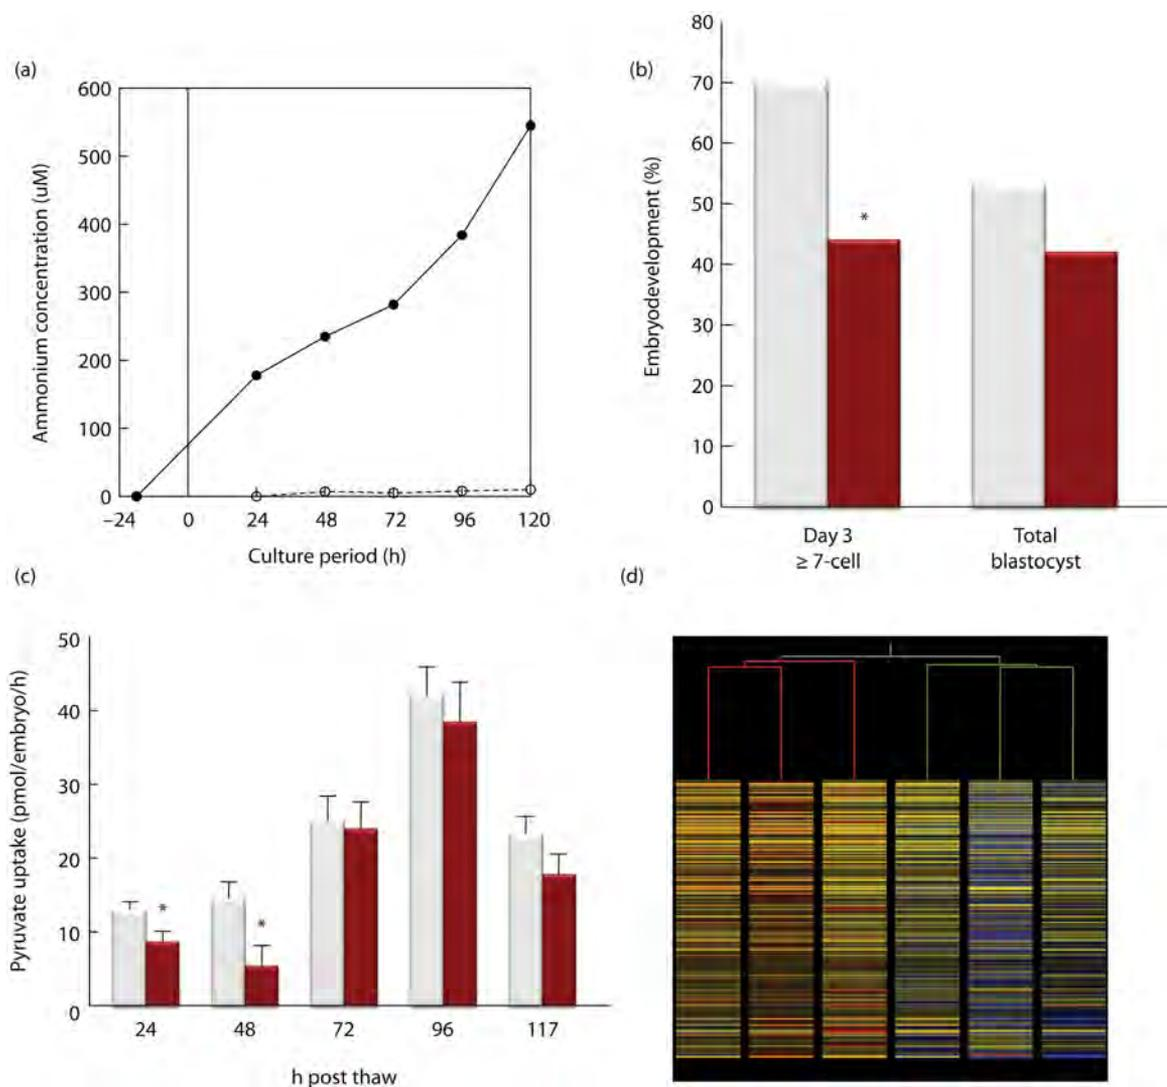 (a)
Ammonium concentration (uM)
600
500
400
300
200
100
0
–24
0
24
48
72
96
120
Culture period (h)
(b)
Embryodevelopment (%)
80
70
60
50
40
30
20
10
0
*
Day 3
≥ 7-cell
Total
blastocyst
(c)
Pyruvate uptake (pmol/embryo/h)
50
40
30
20
10
0
*
*
24
48
72
96
117
h post thaw
(d)